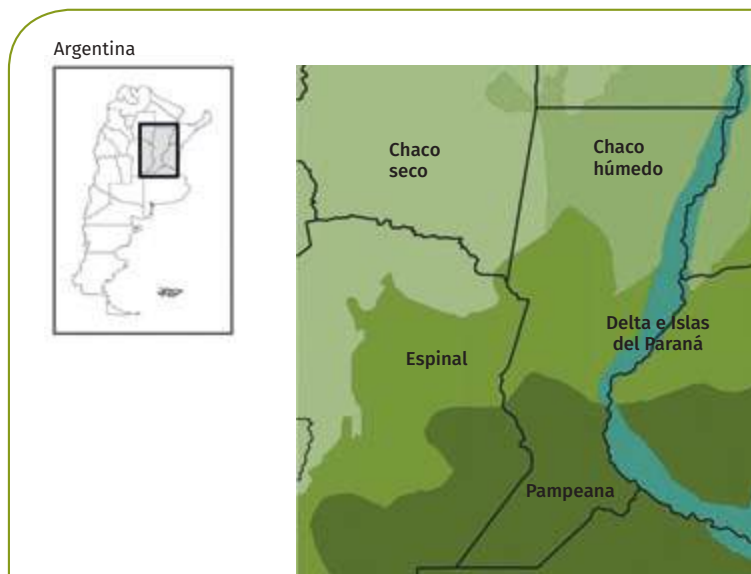 Argentina
Chaco
seco
Chaco
húmedo
Delta e Islas
del Paraná
Espinal
Pampeana